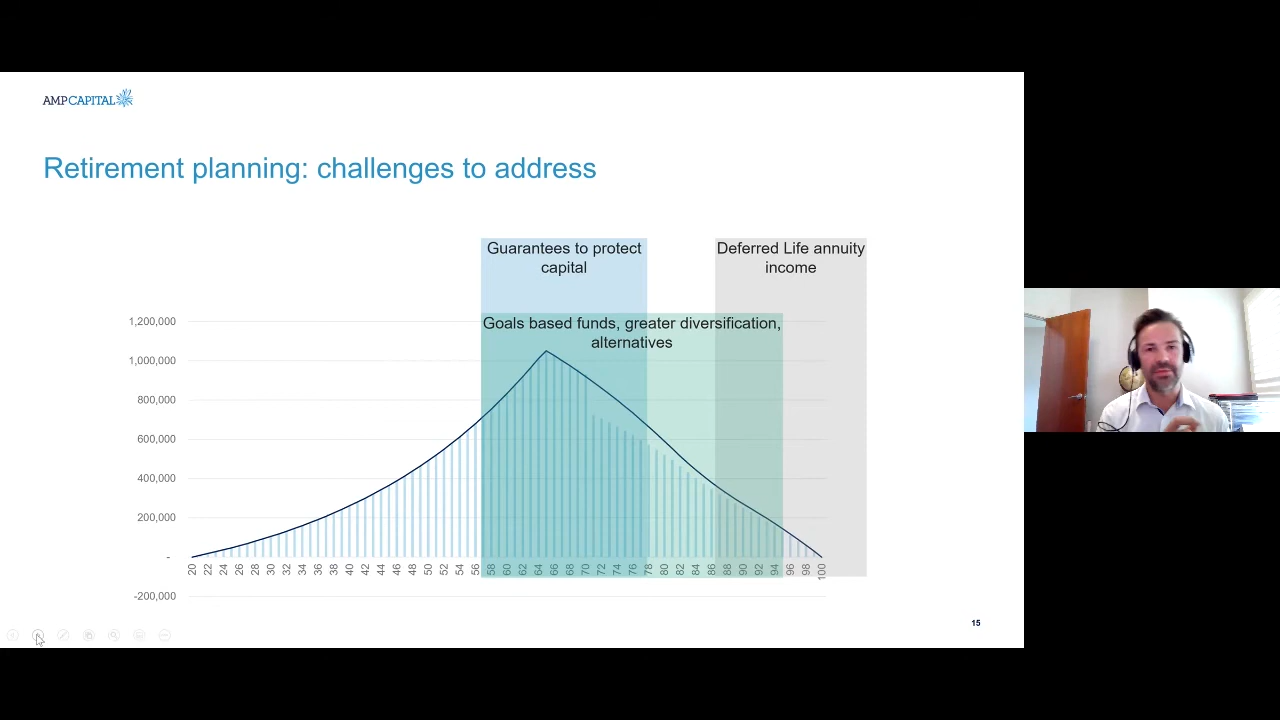 AMPCAPITAL
Retirement planning: challenges to address
Guarantees to protect
capital
Deferred Life annuity
income
Goals based funds, greater diversification,
alternatives
1,200,000
1,000,000
800,000
600,000
400,000
200,000
-
-200,000
20 22 24 26 28 30 32 34 36 38 40 42 44 46 48 50 52 54 56 58 60 62 64 66 68 70 72 74 76 78 80 82 84 86 88 90 92 94 96 98 100
15